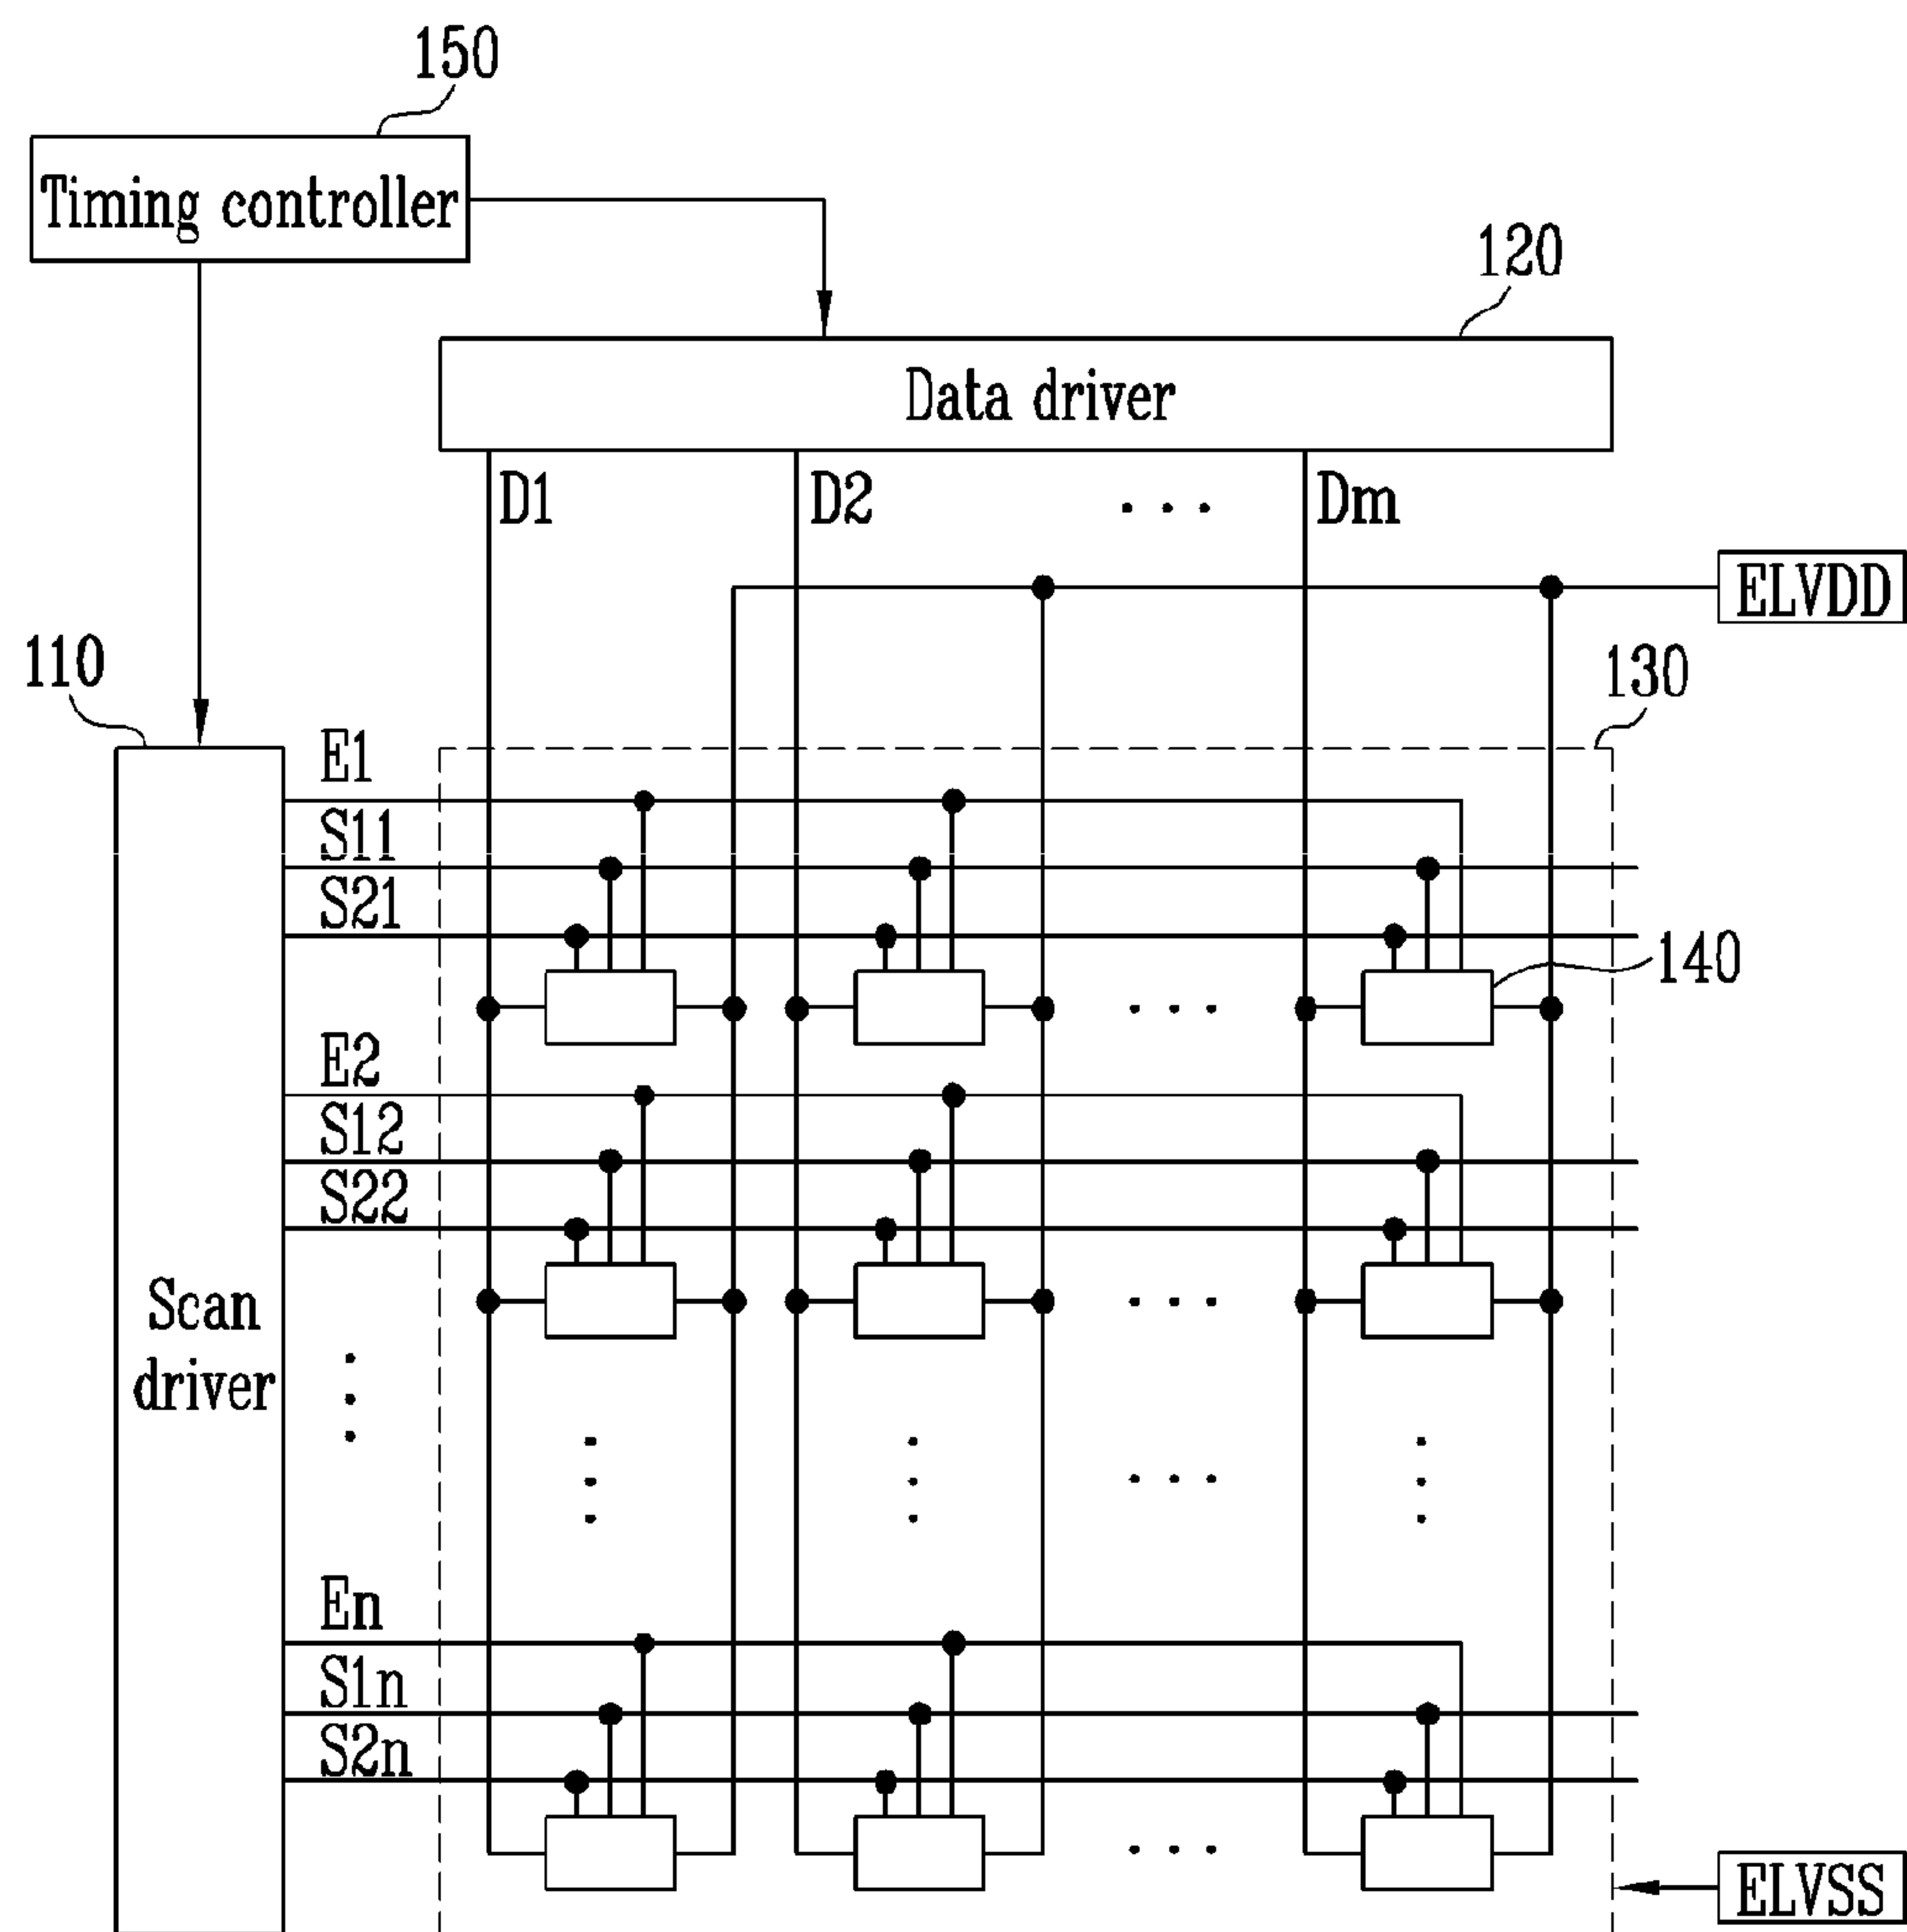 150
Timing controller
120
Data driver
D1
D2
Dm
ELVDD
110
130
E1
S11
S21
140
E2
S12
S22
Scan
driver
En
S1n
S2n
ELVSS